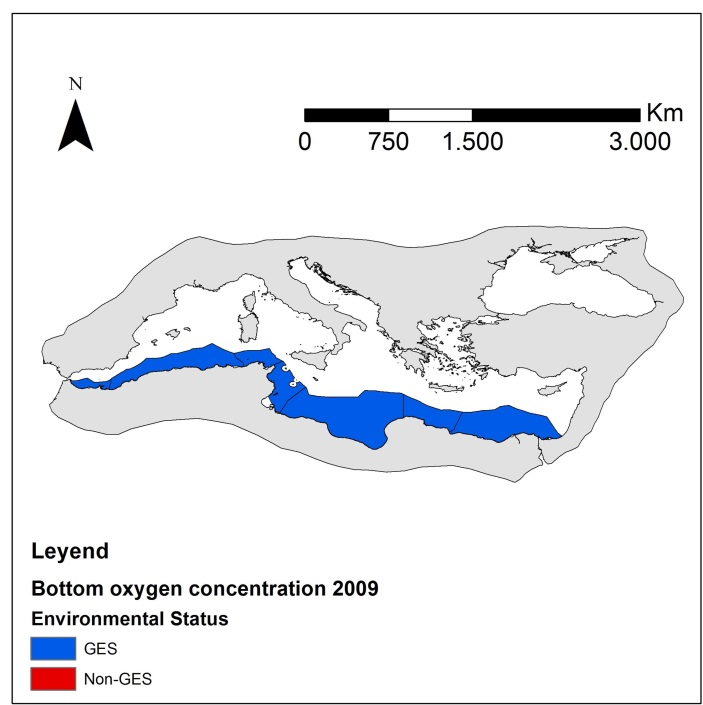 N
Km
0 750 1.500 3.000
Leyend
Bottom oxygen concentration 2009
Environmental Status
GES
Non-GES